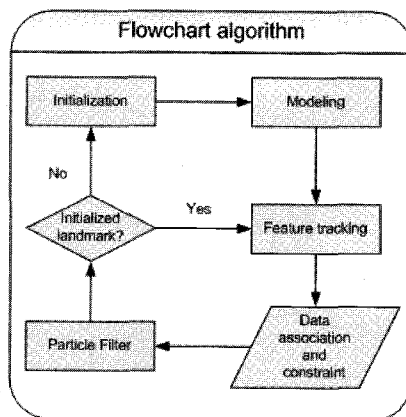 Flowchart algorithm
Initialization
Modeling
No
Yes
Initialized
landmark?
Feature tracking
Particle Filter
Data
association
and
constraint